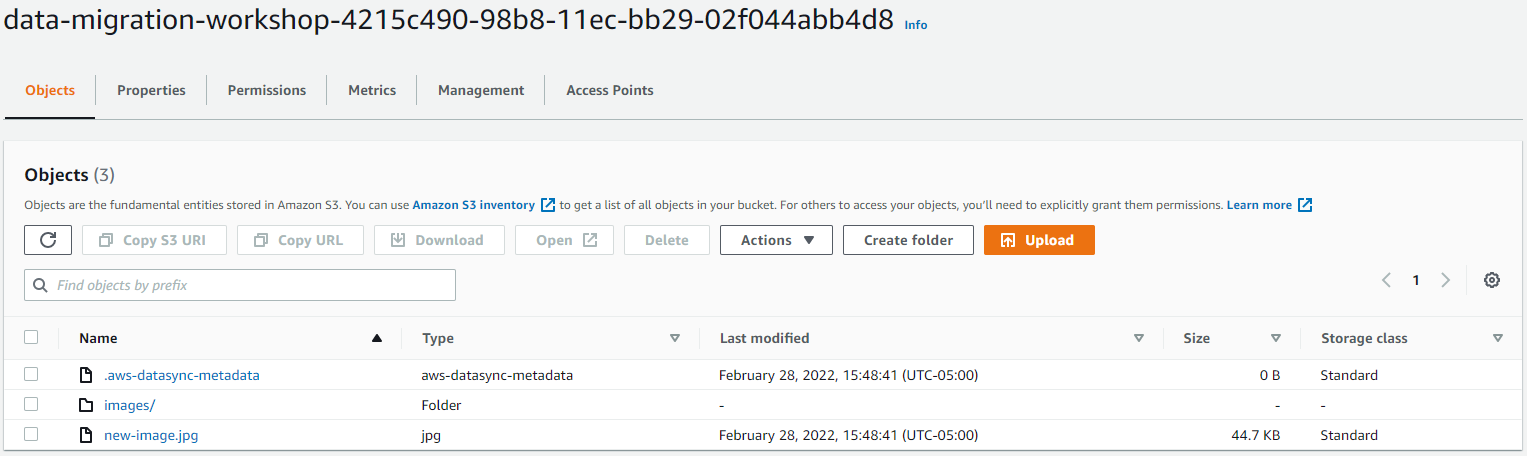 data-migration-workshop-4215c490-98b8-11ec-bb29-02f044abb4d8 Info
Objects Properties Permissions Metrics Management Access Points
Objects (3)
Objects are the fundamental entities stored in Amazon S3. You can use Amazon S3 inventory to get a list of all objects in your bucket. For others to access your objects, you'll need to explicitly grant them permissions. Learn more
Copy S3 URI Copy URL Download Open Delete Actions Create folder Upload
Find objects by prefix 1
Name Type Last modified Size Storage class
.aws-datasync-metadata aws-datasync-metadata February 28, 2022, 15:48:41 (UTC-05:00) 0 B Standard
images/ Folder - - -
new-image.jpg jpg February 28, 2022, 15:48:41 (UTC-05:00) 44.7 KB Standard